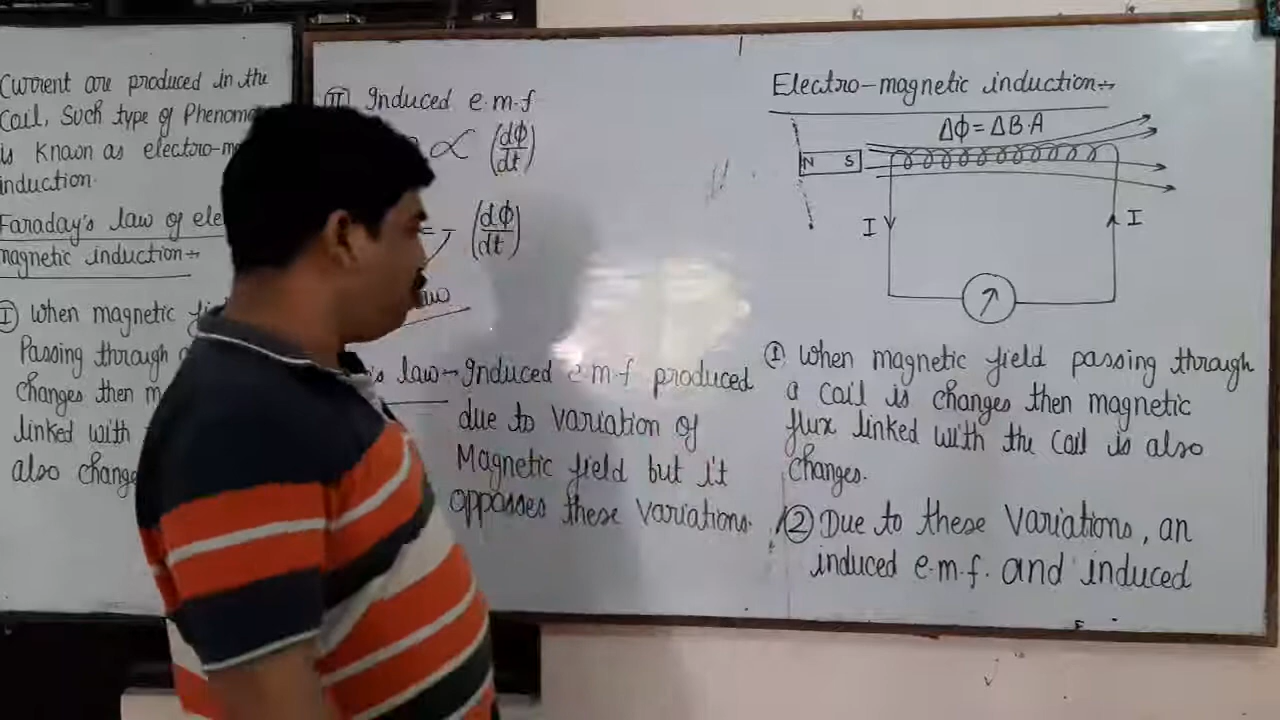 Current are produced in the
Coil, Such type of
is known as
induction.
Faraday's law of
magnetic induction→
I When magnetic
Passing through
changes then
linked with
also
II Induced e.m.f
∝ (dϕ/dt)
= - (dϕ/dt)
law→Induced e.m.f produced
due to variation of
Magnetic field but it
opposes these variations.
Electro-magnetic induction→
Δϕ=ΔB·A
N S
I I
① When magnetic field passing through
a Coil is changes then magnetic
flux linked with the Coil is also
changes.
② Due to these Variations, an
induced e.m.f. and induced